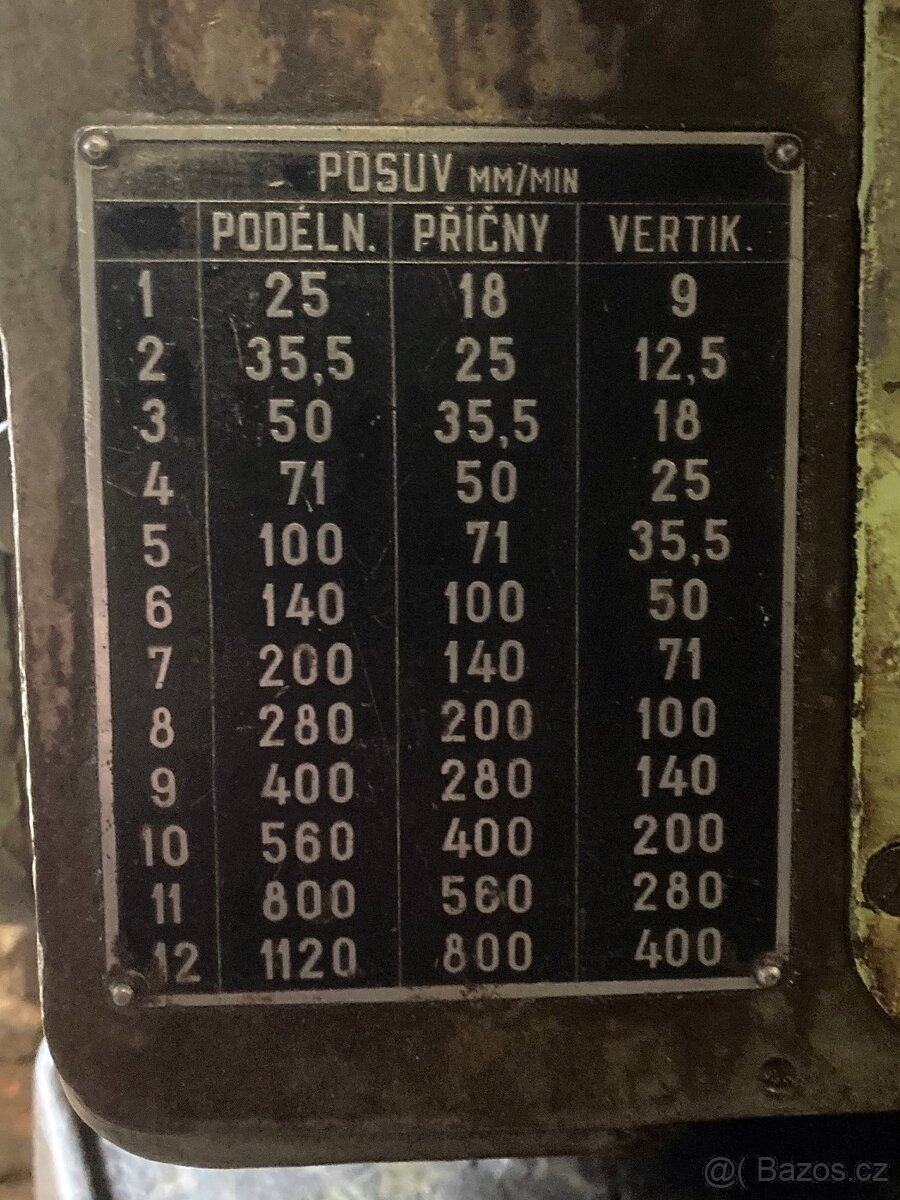 POSUV MM/MIN
PODÉLN. PŘÍČNY VERTIK.
1 25 18 9
2 35,5 25 12,5
3 50 35,5 18
4 71 50 25
5 100 71 35,5
6 140 100 50
7 200 140 71
8 280 200 100
9 400 280 140
10 560 400 200
11 800 560 280
12 1120 800 400
@( Bazos.cz